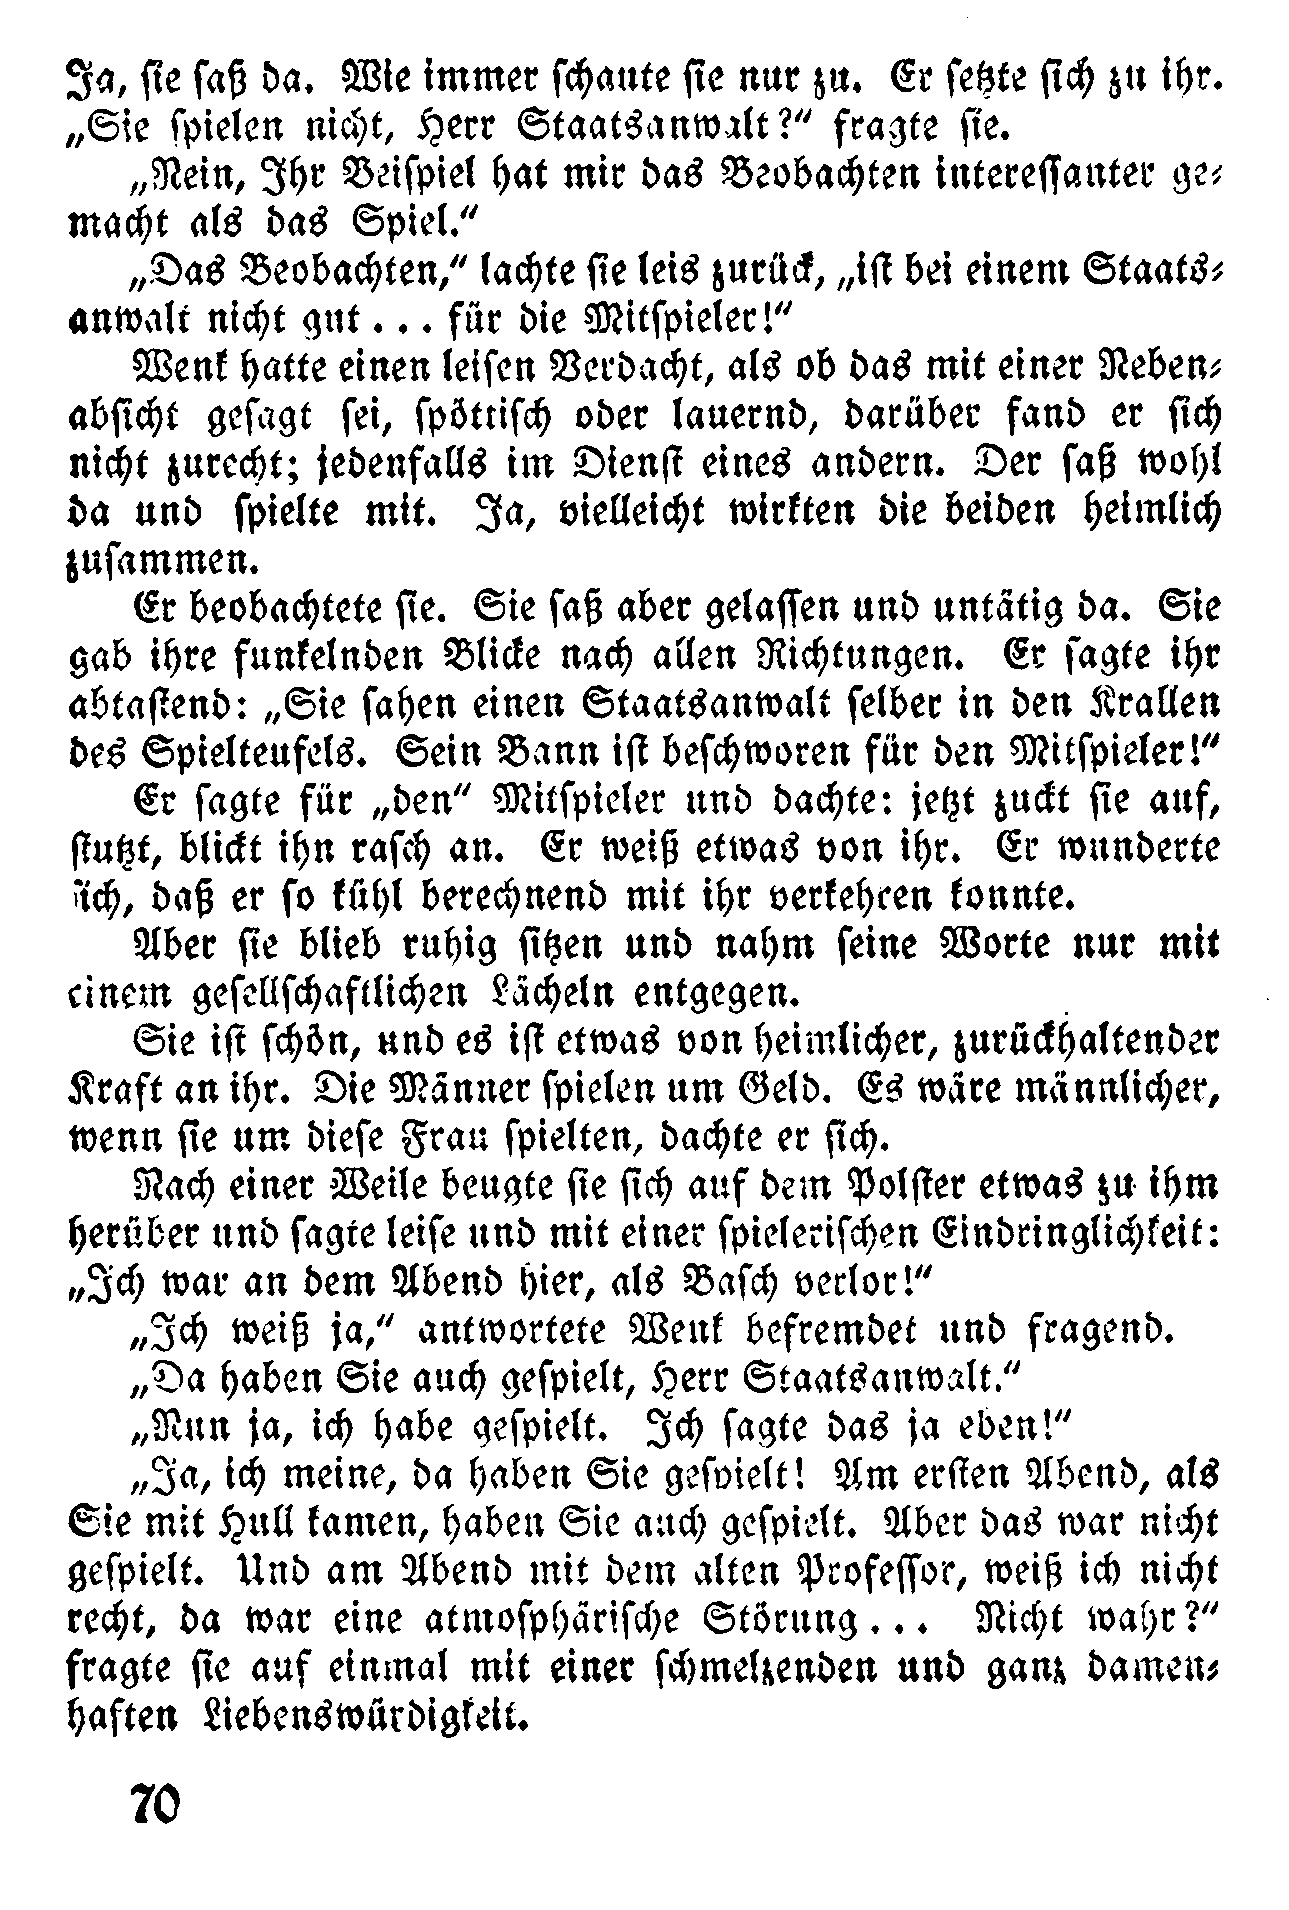 Ja, sie saß da. Wie immer schaute sie nur zu. Er setzte sich zu ihr.
„Sie spielen nicht, Herr Staatsanwalt?“ fragte sie.
„Nein, Ihr Beispiel hat mir das Beobachten interessanter ge-
macht als das Spiel.“
„Das Beobachten,“ lachte sie leis zurück, „ist bei einem Staats-
anwalt nicht gut ... für die Mitspieler!“
Wenk hatte einen leisen Verdacht, als ob das mit einer Neben-
absicht gesagt sei, spöttisch oder lauernd, darüber fand er sich
nicht zurecht; jedenfalls im Dienst eines andern. Der saß wohl
da und spielte mit. Ja, vielleicht wirkten die beiden heimlich
zusammen.
Er beobachtete sie. Sie saß aber gelassen und untätig da. Sie
gab ihre funkelnden Blicke nach allen Richtungen. Er sagte ihr
abtastend: „Sie sahen einen Staatsanwalt selber in den Krallen
des Spielteufels. Sein Bann ist beschworen für den Mitspieler!“
Er sagte für „den“ Mitspieler und dachte: jetzt zuckt sie auf,
stutzt, blickt ihn rasch an. Er weiß etwas von ihr. Er wunderte
sich, daß er so kühl berechnend mit ihr verkehren konnte.
Aber sie blieb ruhig sitzen und nahm seine Worte nur mit
einem gesellschaftlichen Lächeln entgegen.
Sie ist schön, und es ist etwas von heimlicher, zurückhaltender
Kraft an ihr. Die Männer spielen um Geld. Es wäre männlicher,
wenn sie um diese Frau spielten, dachte er sich.
Nach einer Weile beugte sie sich auf dem Polster etwas zu ihm
herüber und sagte leise und mit einer spielerischen Eindringlichkeit:
„Ich war an dem Abend hier, als Basch verlor!“
„Ich weiß ja,“ antwortete Wenk befremdet und fragend.
„Da haben Sie auch gespielt, Herr Staatsanwalt.“
„Nun ja, ich habe gespielt. Ich sagte das ja eben!“
„Ja, ich meine, da haben Sie gespielt! Am ersten Abend, als
Sie mit Hull kamen, haben Sie auch gespielt. Aber das war nicht
gespielt. Und am Abend mit dem alten Professor, weiß ich nicht
recht, da war eine atmosphärische Störung ... Nicht wahr?“
fragte sie auf einmal mit einer schmelzenden und ganz damen-
haften Liebenswürdigkeit.
70